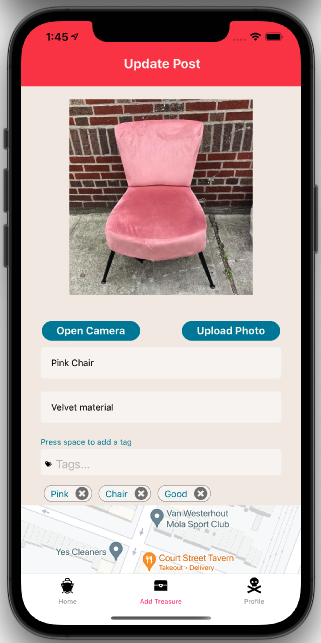 1:45
Update Post
Open Camera
Upload Photo
Pink Chair
Velvet material
Press space to add a tag
Tags...
Pink
Chair
Good
Van Westerhout
Mola Sport Club
Yes Cleaners
Court Street Tavern
Takeout • Delivery
Home
Add Treasure
Profile